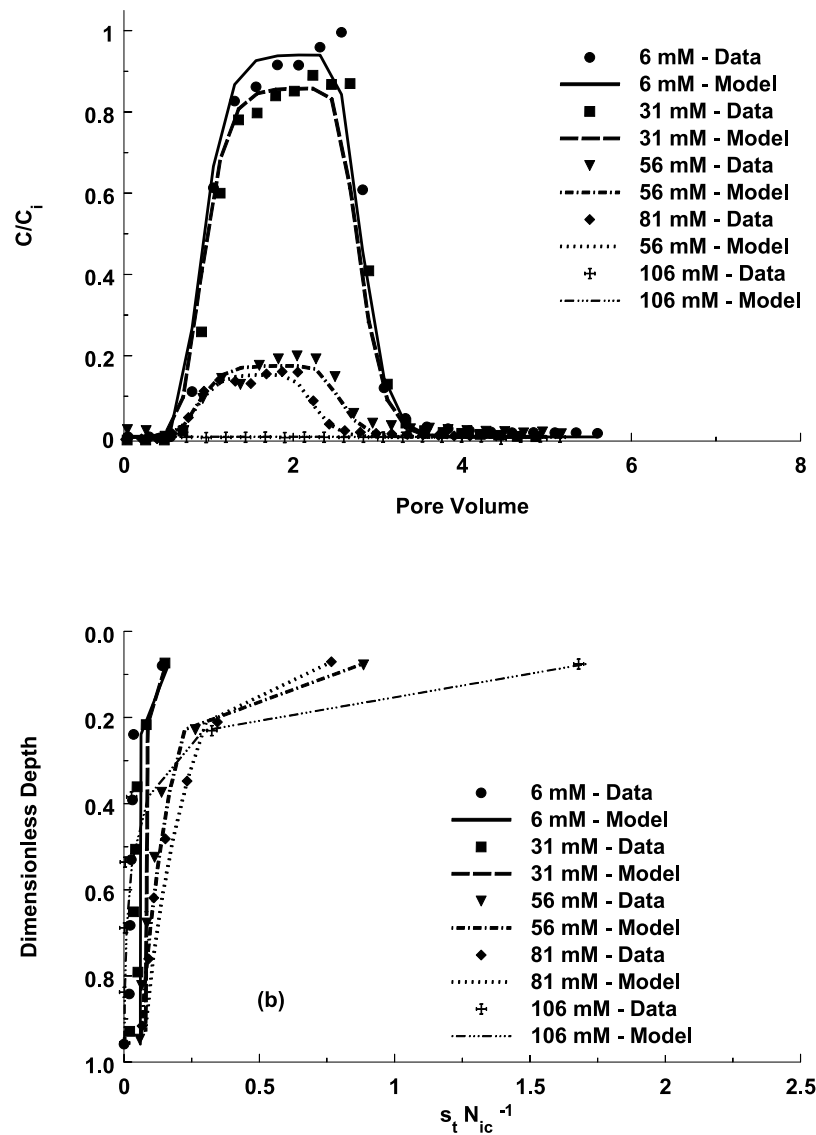 1
0.8
0.6
0.4
0.2
0
C/Ci
0 2 4 6 8
Pore Volume
6 mM - Data
6 mM - Model
31 mM - Data
31 mM - Model
56 mM - Data
56 mM - Model
81 mM - Data
56 mM - Model
106 mM - Data
106 mM - Model
0.0
0.2
0.4
0.6
0.8
1.0
Dimensionless Depth
6 mM - Data
6 mM - Model
31 mM - Data
31 mM - Model
56 mM - Data
56 mM - Model
81 mM - Data
81 mM - Model
106 mM - Data
106 mM - Model
(b)
0 0.5 1 1.5 2 2.5
st Nic -1